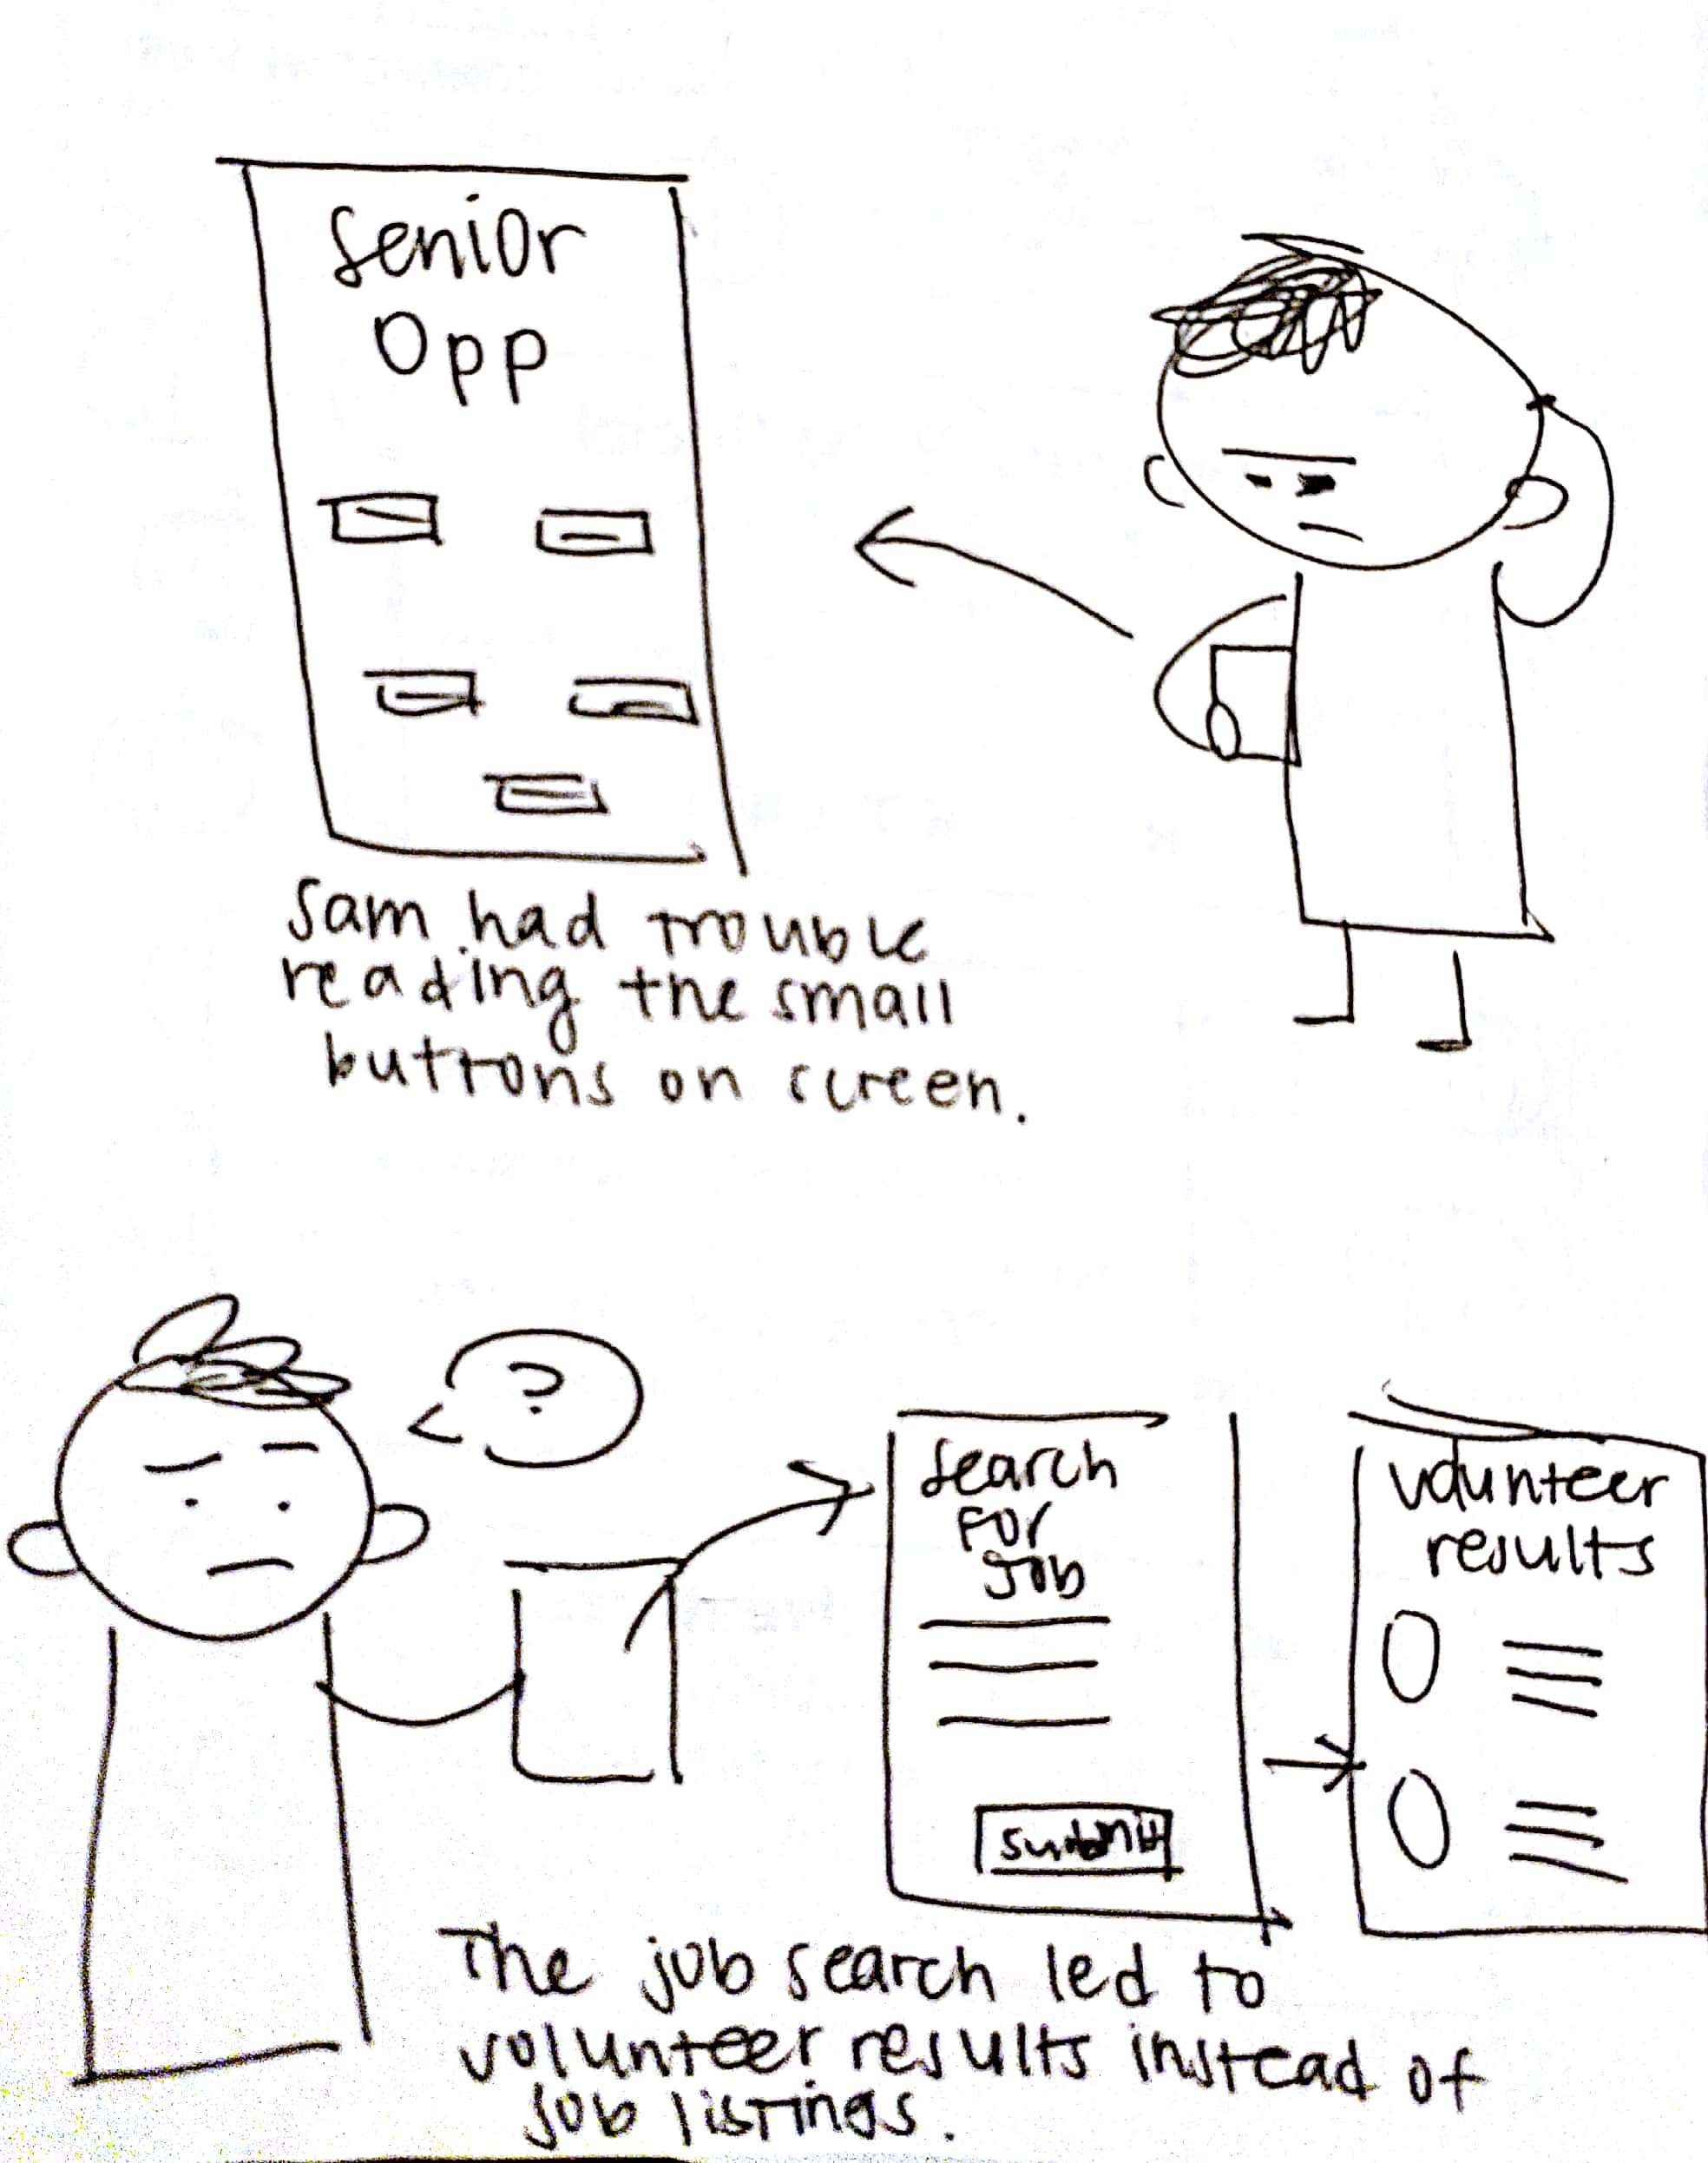 Senior
Opp
Sam had trouble
reading the small
buttons on screen.
?
search
For
Job
submit
volunteer
results
The job search led to
volunteer results instead of
Job listings.